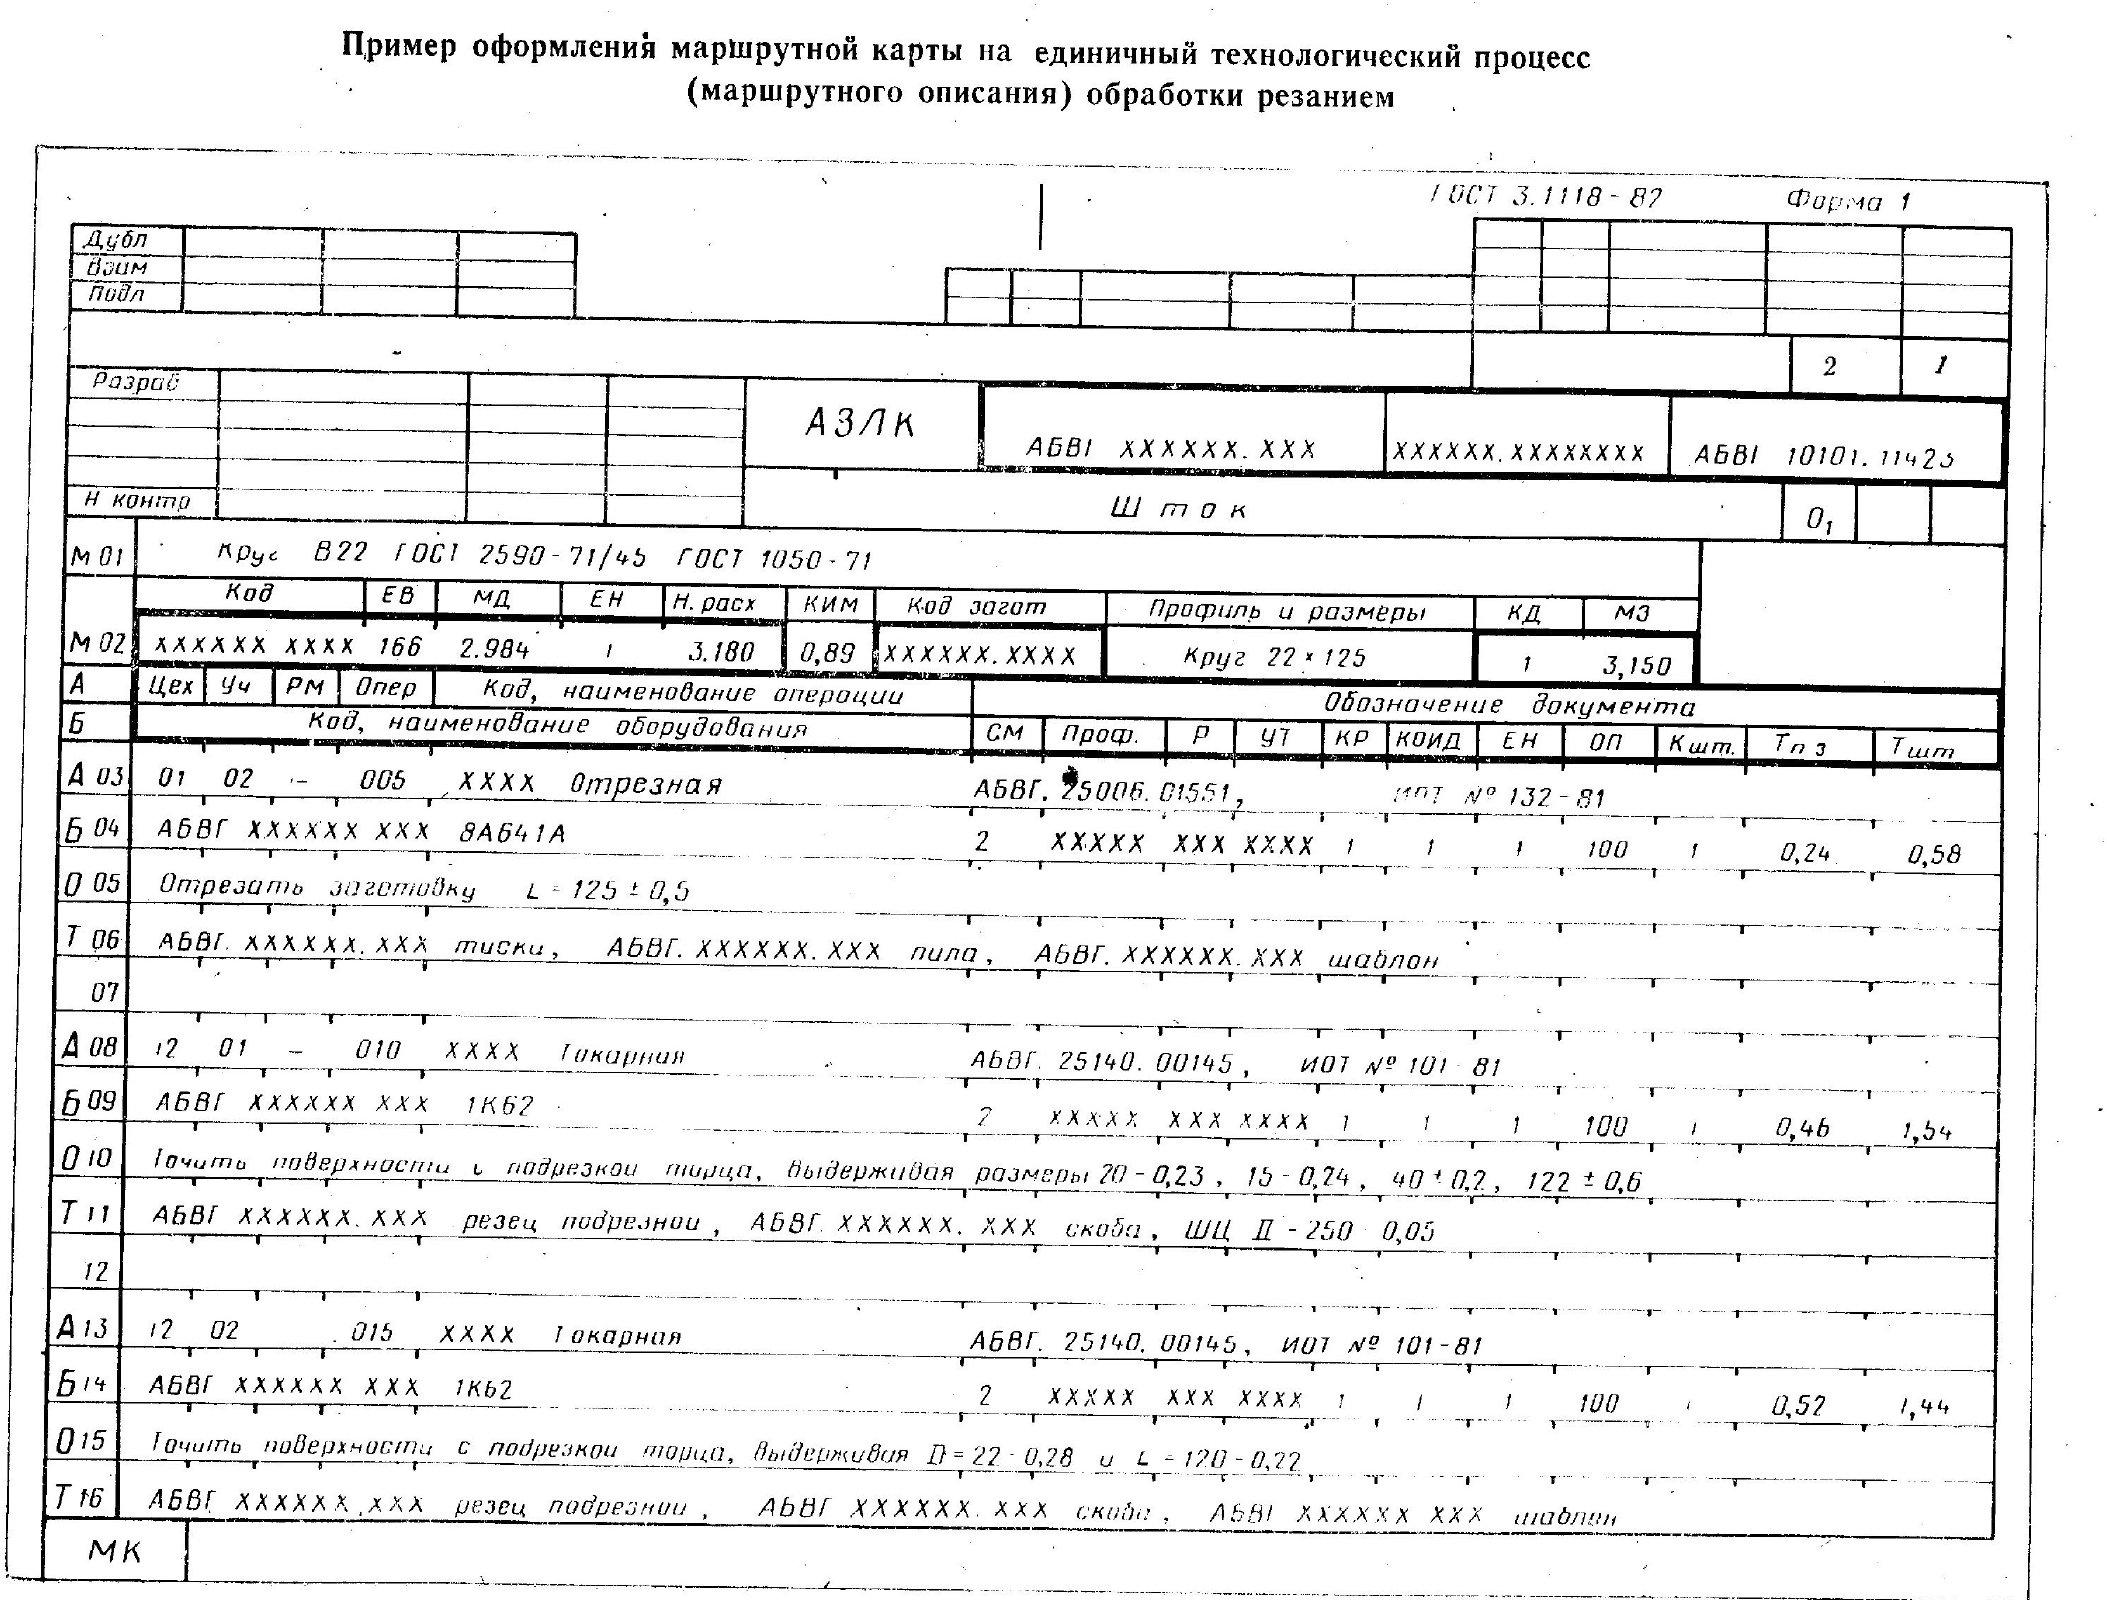 Пример оформления маршрутной карты на единичный технологический процесс
(маршрутного описания) обработки резанием
ГОСТ 3.1118-82 Форма 1
Дубл
Взам
Подл
2 1
Разраб
АЗЛК
АБВГ XXXXXX.XXX XXXXXX.XXXXXXXX АБВГ 10101.11423
Н контр
Шток
О1
М 01 Круг В22 ГОСТ 2590-71/45 ГОСТ 1050-71
Код ЕВ МД ЕН Н.расх КИМ Код загот Профиль и размеры КД МЗ
М 02 XXXXXX XXXX 166 2.984 1 3.180 0,89 XXXXXX.XXXX Круг 22×125 1 3,150
А Цех Уч РМ Опер Код, наименование операции Обозначение документа
Б Код, наименование оборудования СМ Проф. Р УТ КР КОИД ЕН ОП Кшт. Тпз Тшт
А 03 01 02 - 005 XXXX Отрезная АБВГ.25006.01551, ИОТ № 132-81
Б 04 АБВГ XXXXXX XXX 8А641А 2 XXXXX XXX XXXX 1 1 1 100 1 0,24 0,58
О 05 Отрезать заготовку L=125±0,5
Т 06 АБВГ.XXXXXX.XXX тиски, АБВГ.XXXXXX.XXX пила, АБВГ.XXXXXX.XXX шаблон
07
А 08 12 01 - 010 XXXX Токарная АБВГ.25140.00145, ИОТ № 101-81
Б 09 АБВГ XXXXXX XXX 1К62 2 XXXXX XXX XXXX 1 1 1 100 1 0,46 1,54
О 10 Точить поверхности с подрезкой торца, выдерживая размеры 20-0,23, 15-0,24, 40±0,2, 122±0,6
Т 11 АБВГ XXXXXX.XXX резец подрезной, АБВГ.XXXXXX.XXX скоба, ШЦ II-250 0,05
12
А 13 12 02 015 XXXX Токарная АБВГ.25140.00145, ИОТ № 101-81
Б 14 АБВГ XXXXXX XXX 1К62 2 XXXXX XXX XXXX 1 1 1 100 1 0,52 1,44
О 15 Точить поверхности с подрезкой торца, выдерживая D=22-0,28 и L=120-0,22
Т 16 АБВГ XXXXXX.XXX резец подрезной, АБВГ XXXXXX.XXX скоба, АБВГ XXXXXX XXX шаблон
МК